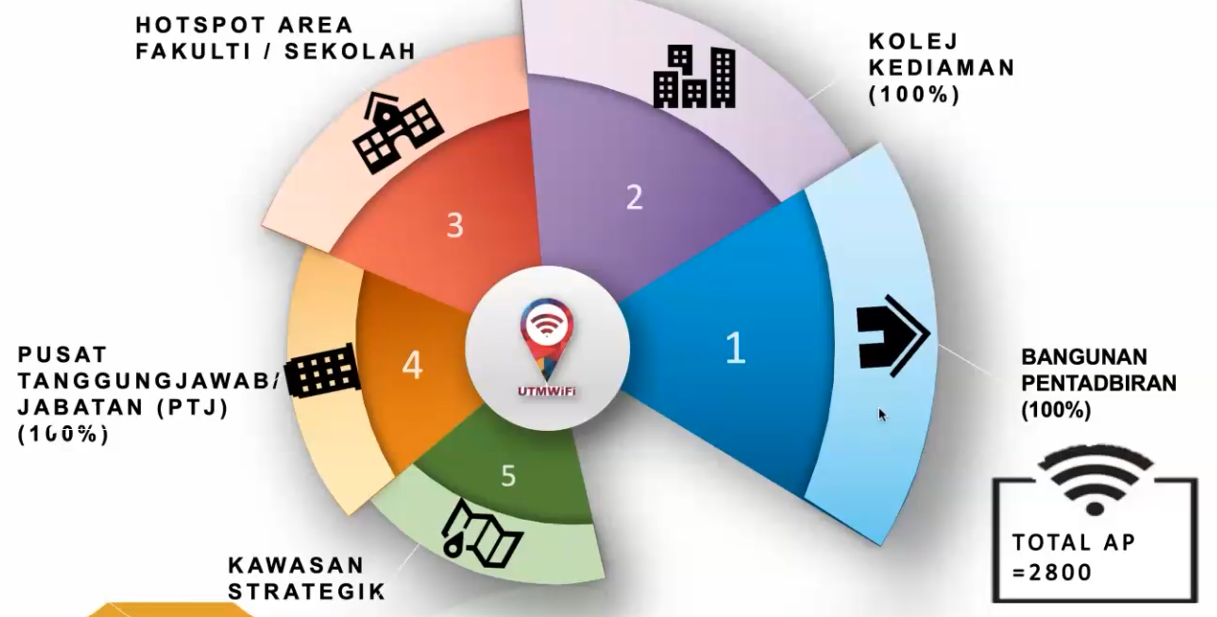 HOTSPOT AREA
FAKULTI / SEKOLAH
KOLEJ
KEDIAMAN
(100%)
2
3
1
4
5
UTMWiFi
PUSAT
TANGGUNGJAWAB/
JABATAN (PTJ)
(100%)
BANGUNAN
PENTADBIRAN
(100%)
TOTAL AP
=2800
KAWASAN
STRATEGIK